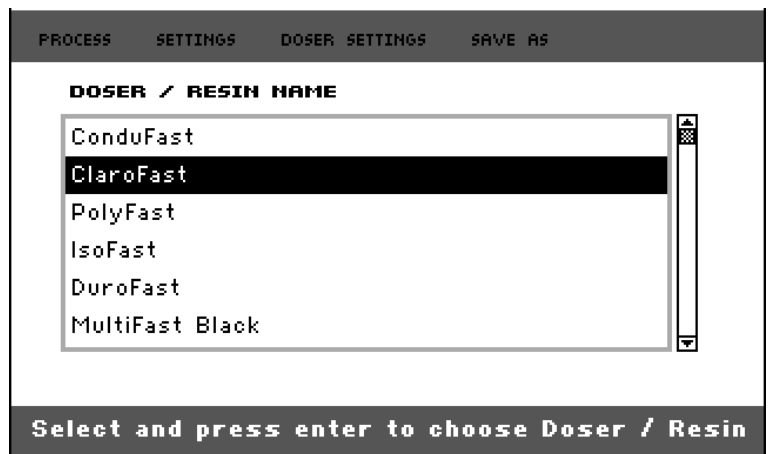 PROCESS SETTINGS DOSER SETTINGS SAVE AS
DOSER / RESIN NAME
ConduFast
ClaroFast
PolyFast
IsoFast
DuroFast
MultiFast Black
Select and press enter to choose Doser / Resin